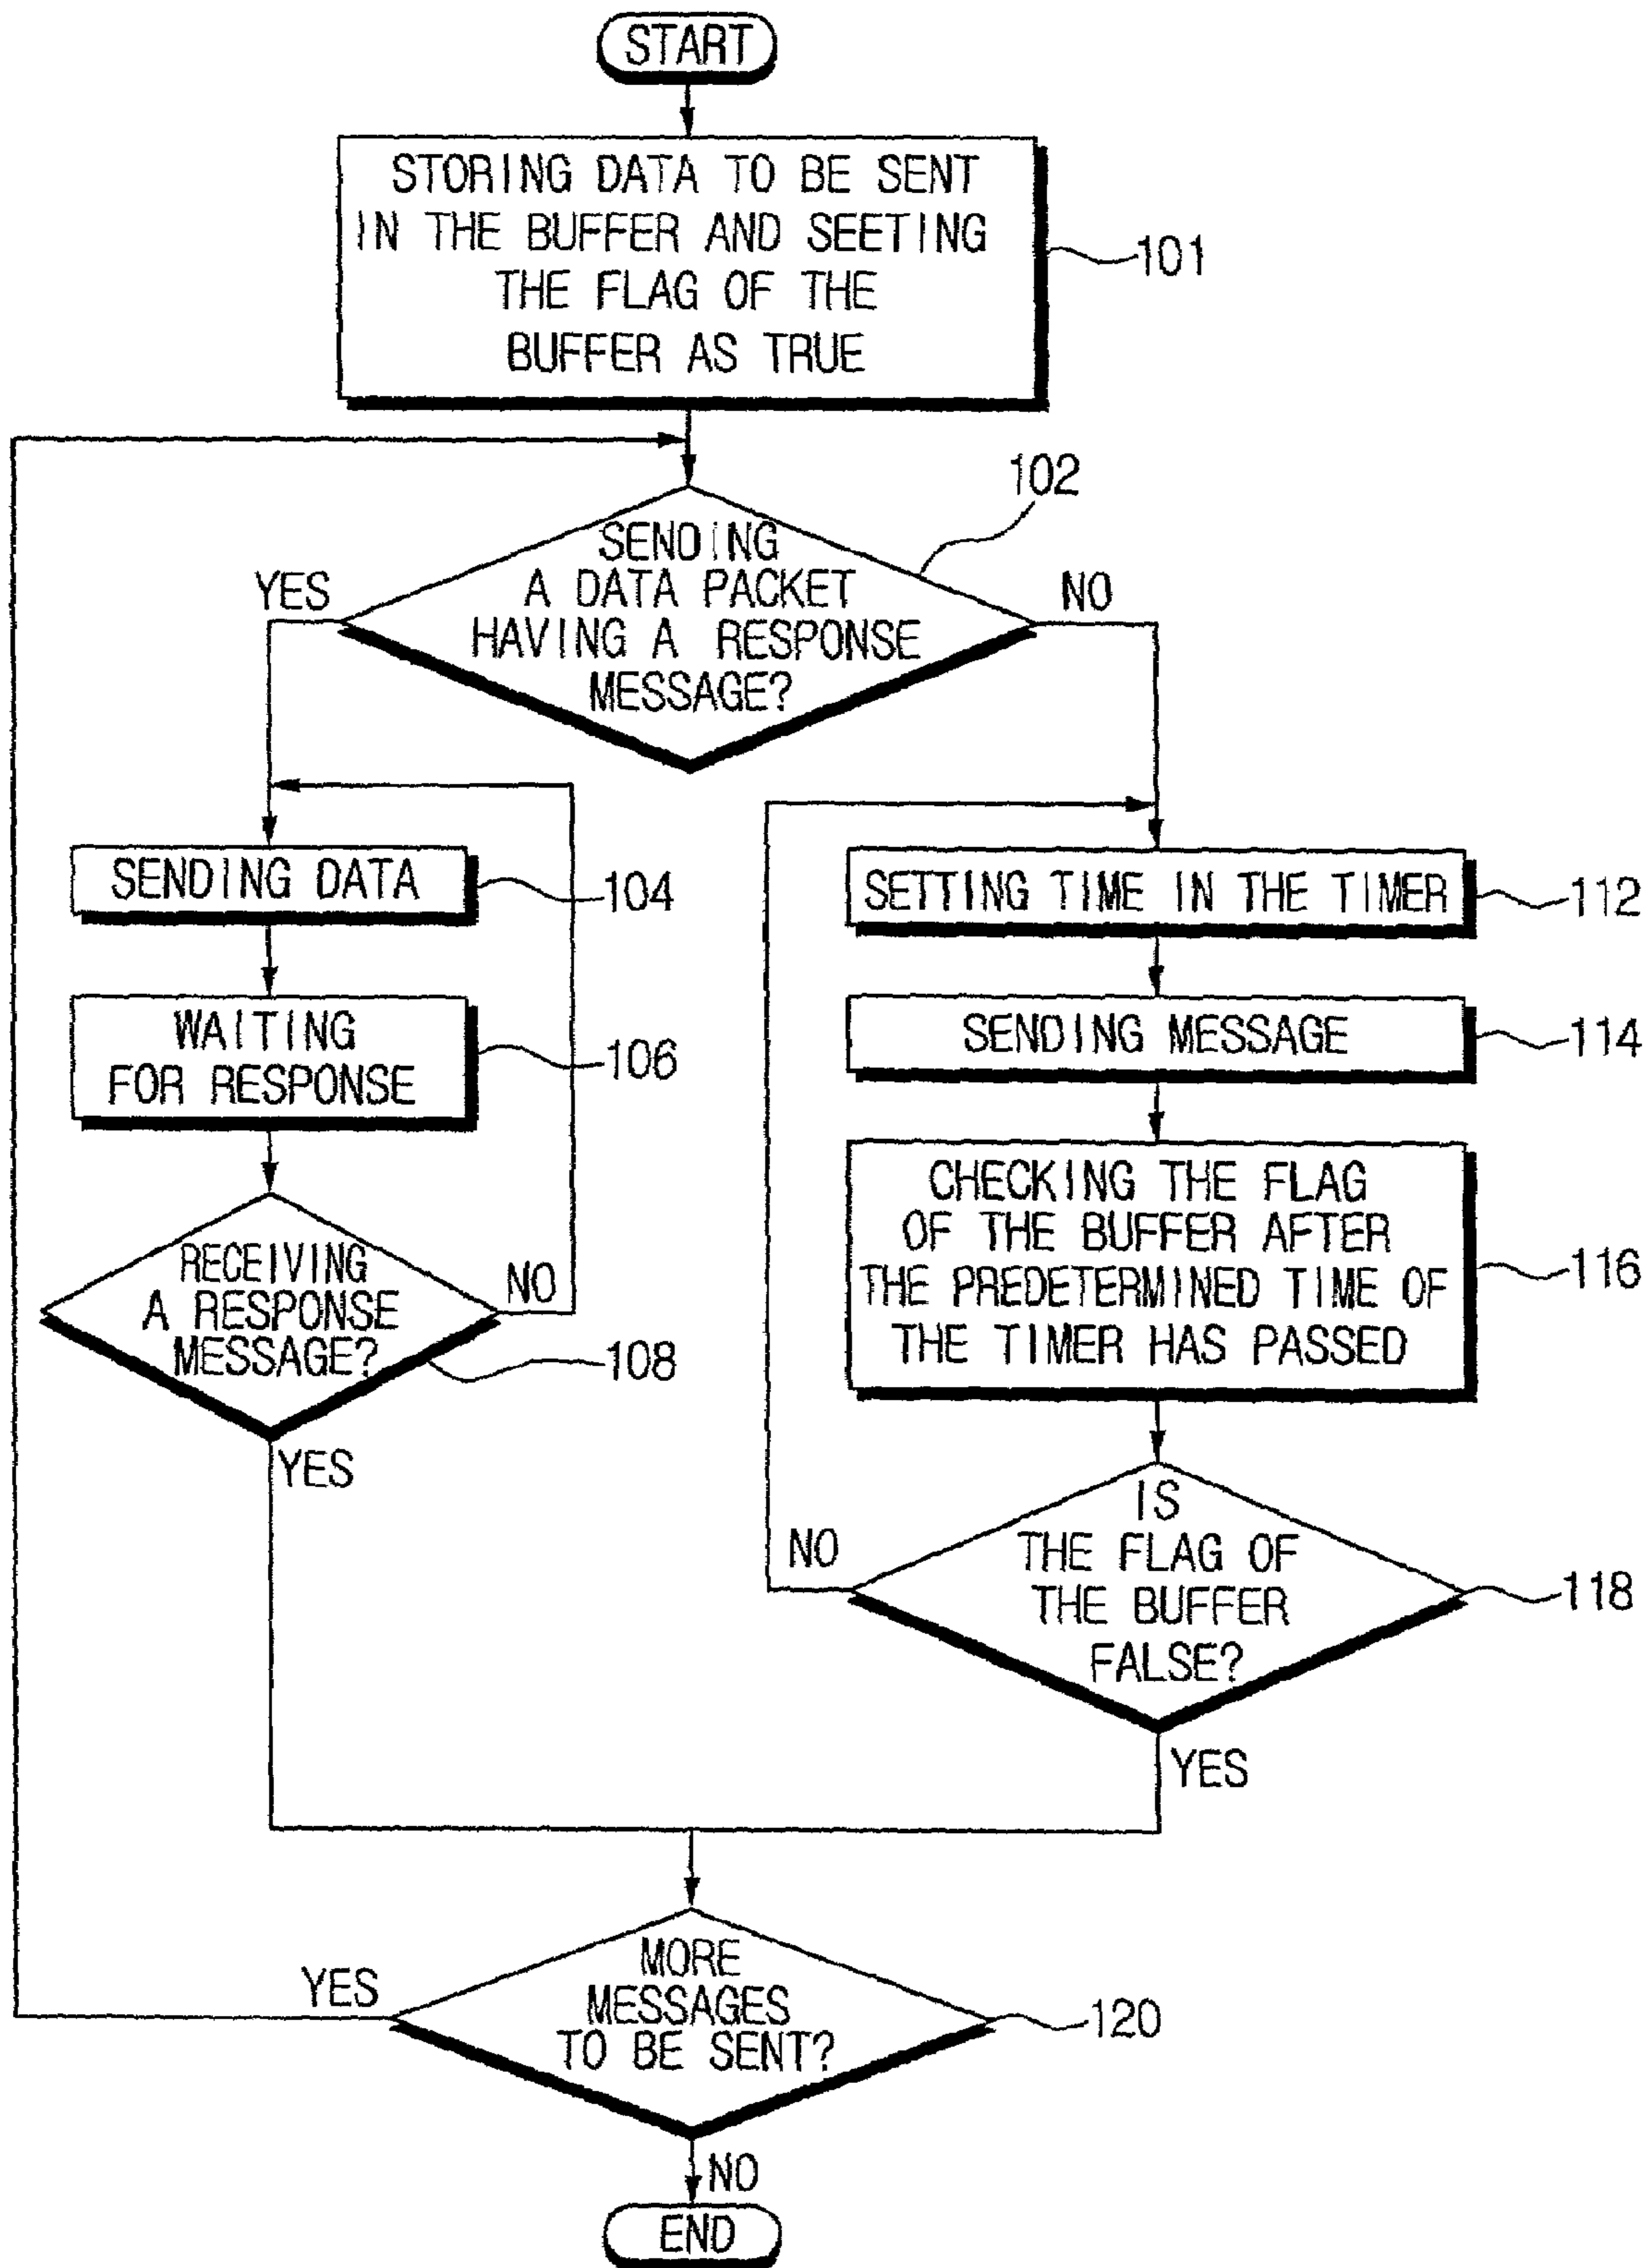 START
STORING DATA TO BE SENT
IN THE BUFFER AND SEETING
THE FLAG OF THE
BUFFER AS TRUE
101
102
SENDING
A DATA PACKET
HAVING A RESPONSE
MESSAGE?
YES
NO
SENDING DATA
104
WAITING
FOR RESPONSE
106
RECEIVING
A RESPONSE
MESSAGE?
NO
108
YES
SETTING TIME IN THE TIMER
112
SENDING MESSAGE
114
CHECKING THE FLAG
OF THE BUFFER AFTER
THE PREDETERMINED TIME OF
THE TIMER HAS PASSED
116
IS
THE FLAG OF
THE BUFFER
FALSE?
NO
118
YES
MORE
MESSAGES
TO BE SENT?
YES
120
NO
END